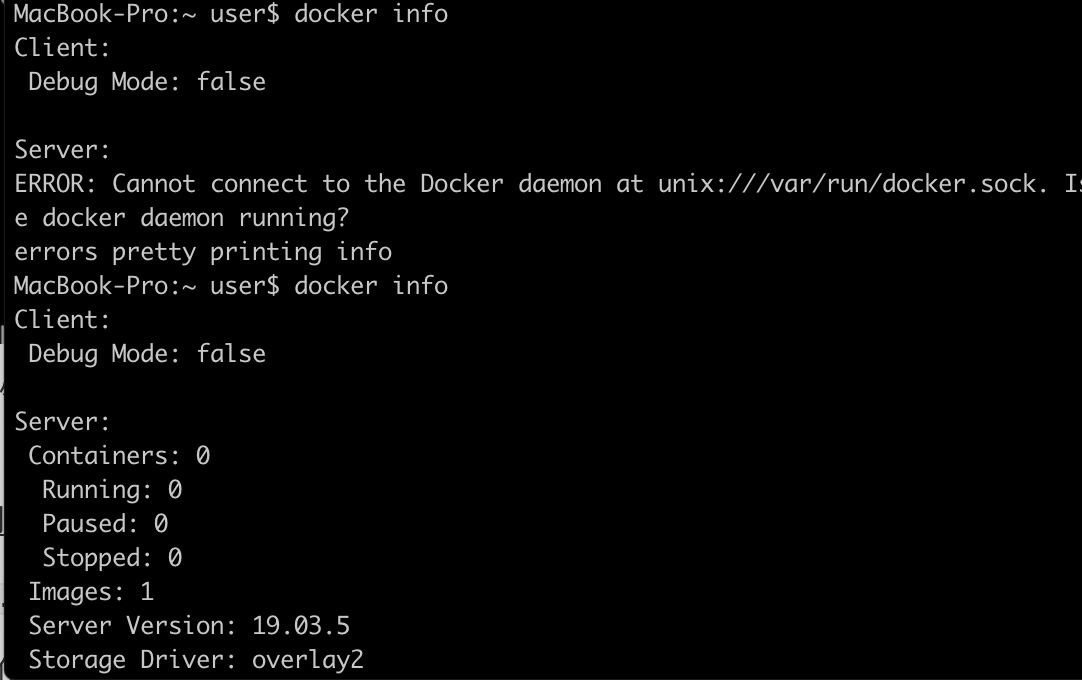 MacBook-Pro:~ user$ docker info
Client:
 Debug Mode: false

Server:
ERROR: Cannot connect to the Docker daemon at unix:///var/run/docker.sock. Is
e docker daemon running?
errors pretty printing info
MacBook-Pro:~ user$ docker info
Client:
 Debug Mode: false

Server:
 Containers: 0
  Running: 0
  Paused: 0
  Stopped: 0
 Images: 1
 Server Version: 19.03.5
 Storage Driver: overlay2